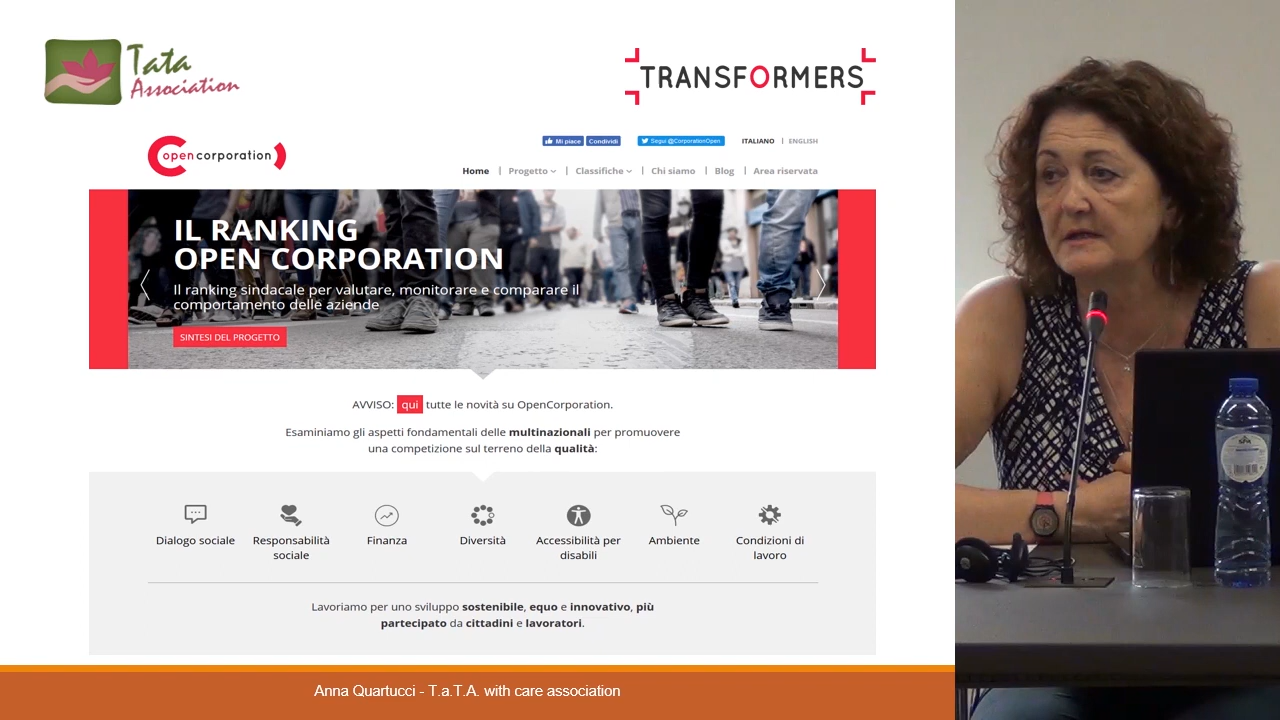 Tata
Association
TRANSFORMERS
opencorporation
Mi piace
Condividi
Segui @CorporationOpen
ITALIANO | ENGLISH
Home | Progetto | Classifiche | Chi siamo | Blog | Area riservata
IL RANKING
OPEN CORPORATION
Il ranking sindacale per valutare, monitorare e comparare il
comportamento delle aziende
SINTESI DEL PROGETTO
AVVISO: qui tutte le novità su OpenCorporation.
Esaminiamo gli aspetti fondamentali delle multinazionali per promuovere
una competizione sul terreno della qualità:
Dialogo sociale
Responsabilità
sociale
Finanza
Diversità
Accessibilità per
disabili
Ambiente
Condizioni di
lavoro
Lavoriamo per uno sviluppo sostenibile, equo e innovativo, più
partecipato da cittadini e lavoratori.
Anna Quartucci - T.a.T.A. with care association
SPA